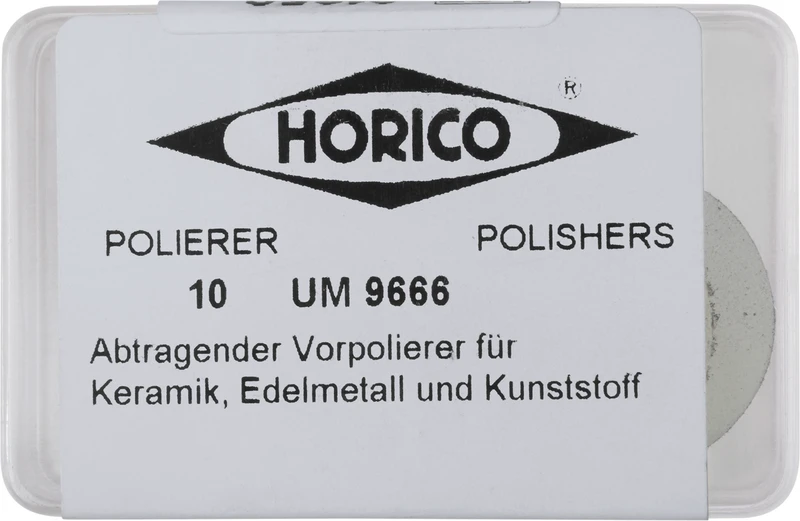 HORICO ®
POLIERER POLISHERS
10 UM 9666
Abtragender Vorpolierer für
Keramik, Edelmetall und Kunststoff